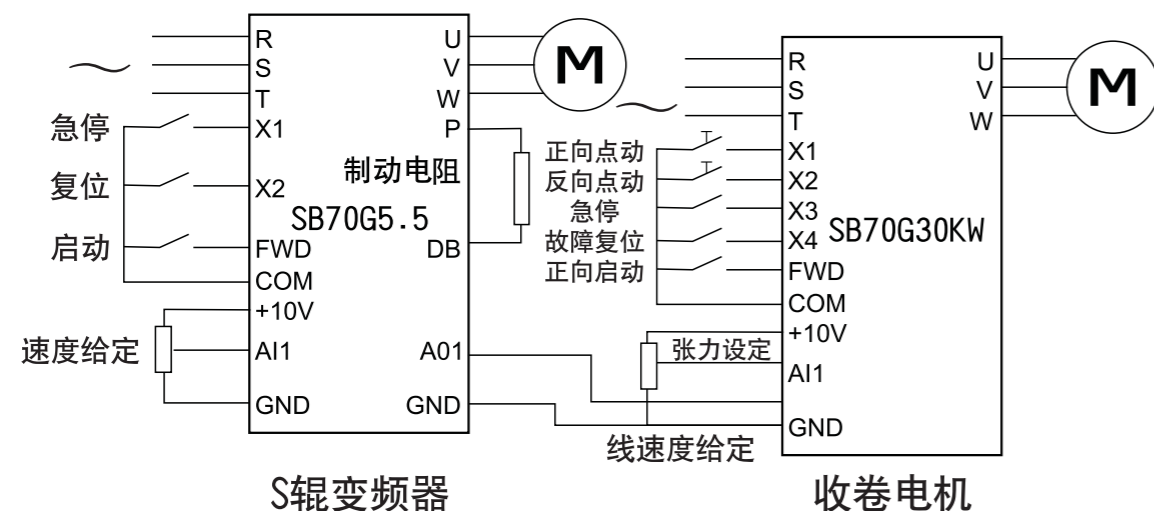 R
S
T
急停
X1
复位
X2
启动
FWD
COM
+10V
速度给定
AI1
GND
U
V
W
P
制动电阻
SB70G5.5
DB
A01
GND
M
S辊变频器
R
S
T
正向点动
X1
反向点动
X2
急停
X3
故障复位
X4
正向启动
FWD
COM
+10V
张力设定
AI1
GND
线速度给定
U
V
W
SB70G30KW
M
收卷电机